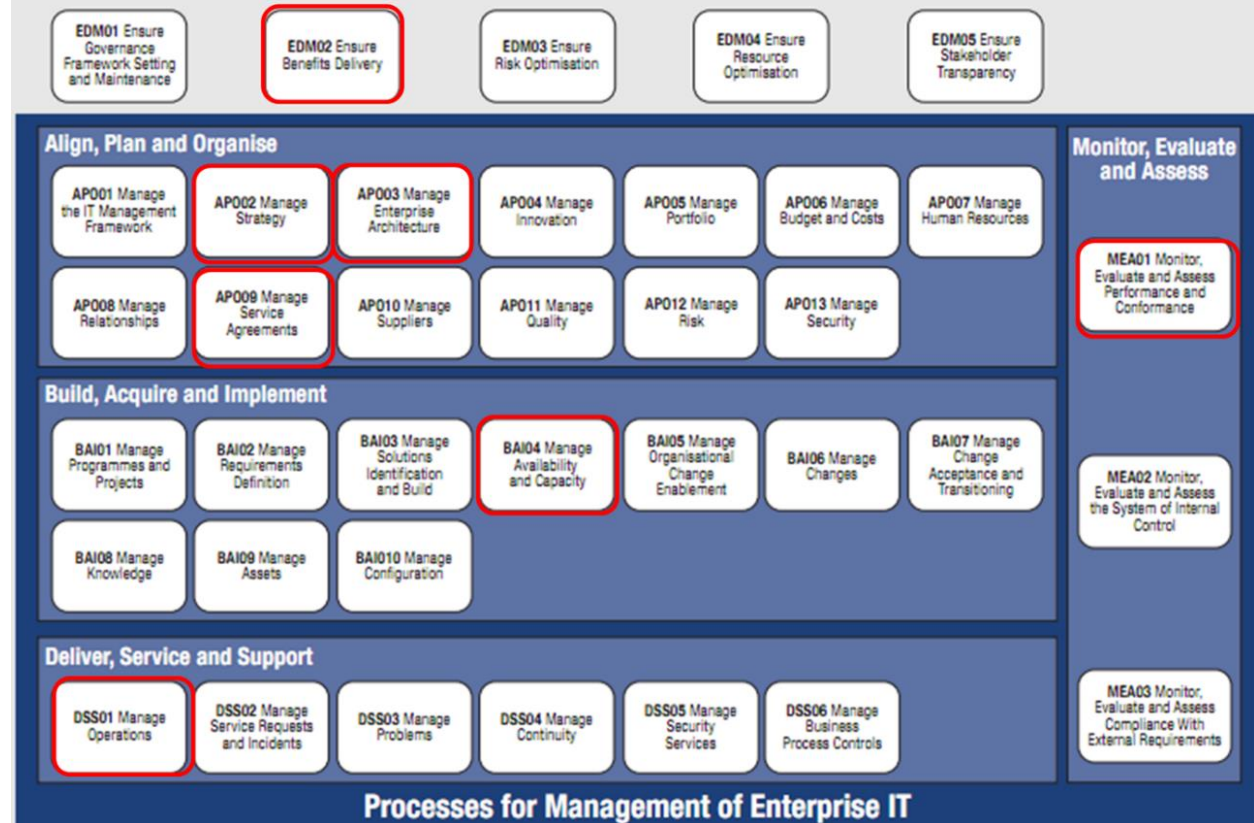 EDM01 Ensure
Governance
Framework Setting
and Maintenance
EDM02 Ensure
Benefits Delivery
EDM03 Ensure
Risk Optimisation
EDM04 Ensure
Resource
Optimisation
EDM05 Ensure
Stakeholder
Transparency
Align, Plan and Organise
APO01 Manage
the IT Management
Framework
APO02 Manage
Strategy
APO03 Manage
Enterprise
Architecture
APO04 Manage
Innovation
APO05 Manage
Portfolio
APO06 Manage
Budget and Costs
APO07 Manage
Human Resources
APO08 Manage
Relationships
APO09 Manage
Service
Agreements
APO10 Manage
Suppliers
APO11 Manage
Quality
APO12 Manage
Risk
APO13 Manage
Security
Build, Acquire and Implement
BAI01 Manage
Programmes and
Projects
BAI02 Manage
Requirements
Definition
BAI03 Manage
Solutions
Identification
and Build
BAI04 Manage
Availability
and Capacity
BAI05 Manage
Organisational
Change
Enablement
BAI06 Manage
Changes
BAI07 Manage
Change
Acceptance and
Transitioning
BAI08 Manage
Knowledge
BAI09 Manage
Assets
BAI010 Manage
Configuration
Deliver, Service and Support
DSS01 Manage
Operations
DSS02 Manage
Service Requests
and Incidents
DSS03 Manage
Problems
DSS04 Manage
Continuity
DSS05 Manage
Security
Services
DSS06 Manage
Business
Process Controls
Monitor, Evaluate
and Assess
MEA01 Monitor,
Evaluate and Assess
Performance and
Conformance
MEA02 Monitor,
Evaluate and Assess
the System of Internal
Control
MEA03 Monitor,
Evaluate and Assess
Compliance With
External Requirements
Processes for Management of Enterprise IT